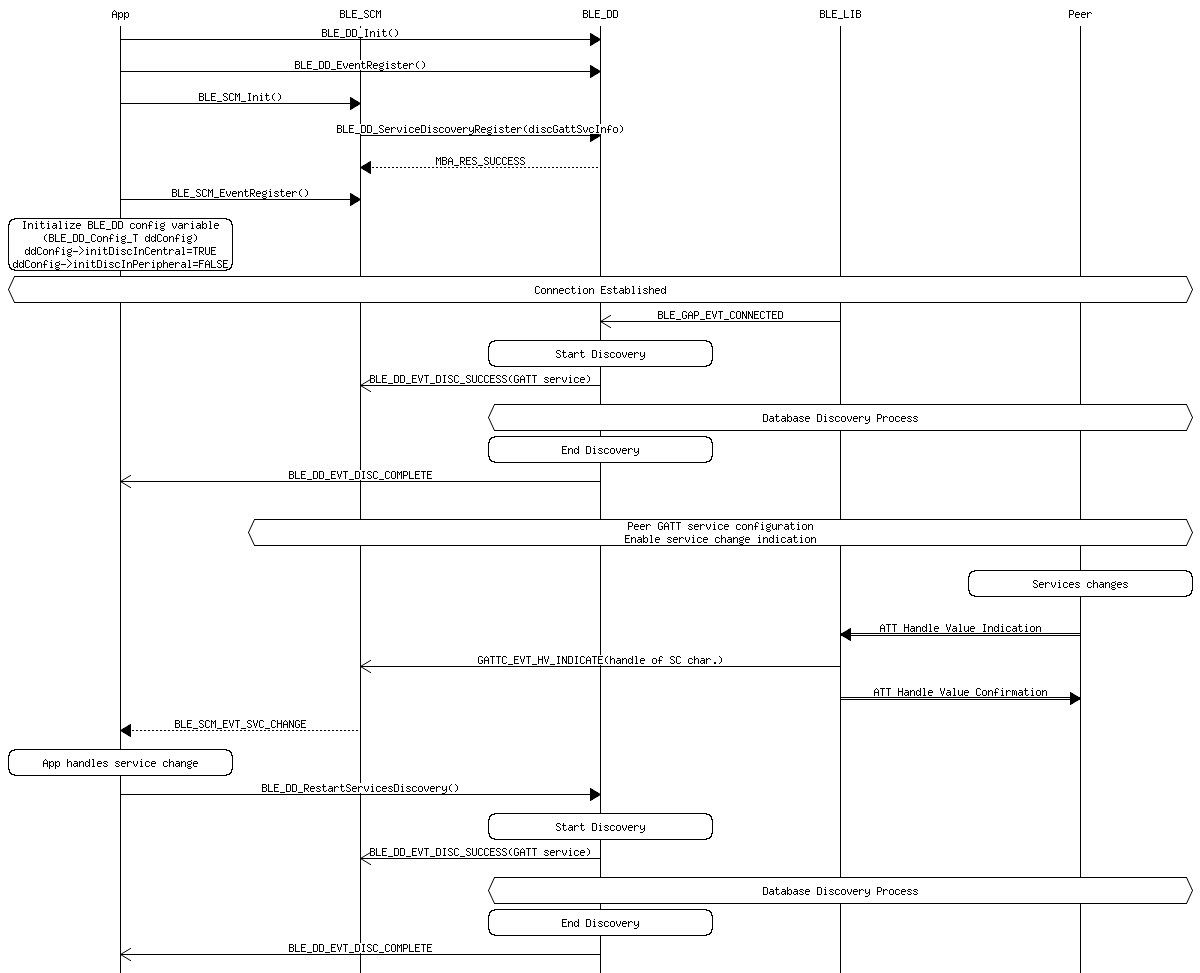 App BLE_SCM BLE_DD BLE_LIB Peer
BLE_DD_Init()
BLE_DD_EventRegister()
BLE_SCM_Init()
BLE_DD_ServiceDiscoveryRegister(discGattSvcInfo)
MBA_RES_SUCCESS
BLE_SCM_EventRegister()
Initialize BLE_DD config variable
(BLE_DD_Config_T ddConfig)
ddConfig->initDiscInCentral=TRUE
ddConfig->initDiscInPeripheral=FALSE
Connection Established
BLE_GAP_EVT_CONNECTED
Start Discovery
BLE_DD_EVT_DISC_SUCCESS(GATT service)
Database Discovery Process
End Discovery
BLE_DD_EVT_DISC_COMPLETE
Peer GATT service configuration
Enable service change indication
Services changes
ATT Handle Value Indication
GATTC_EVT_HV_INDICATE(handle of SC char.)
ATT Handle Value Confirmation
BLE_SCM_EVT_SVC_CHANGE
App handles service change
BLE_DD_RestartServicesDiscovery()
Start Discovery
BLE_DD_EVT_DISC_SUCCESS(GATT service)
Database Discovery Process
End Discovery
BLE_DD_EVT_DISC_COMPLETE